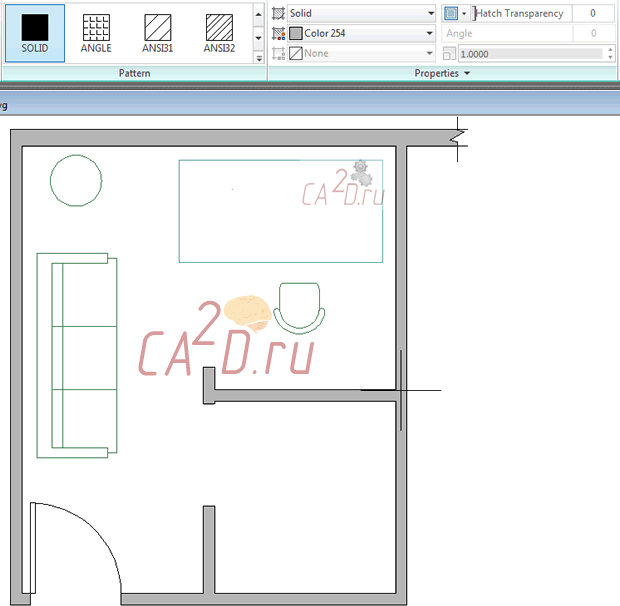 Solid
Hatch Transparency 0
Color 254
Angle 0
None
1.0000
SOLID ANGLE ANSI31 ANSI32
Pattern
Properties
vg
CA2D.ru
CA2D.ru